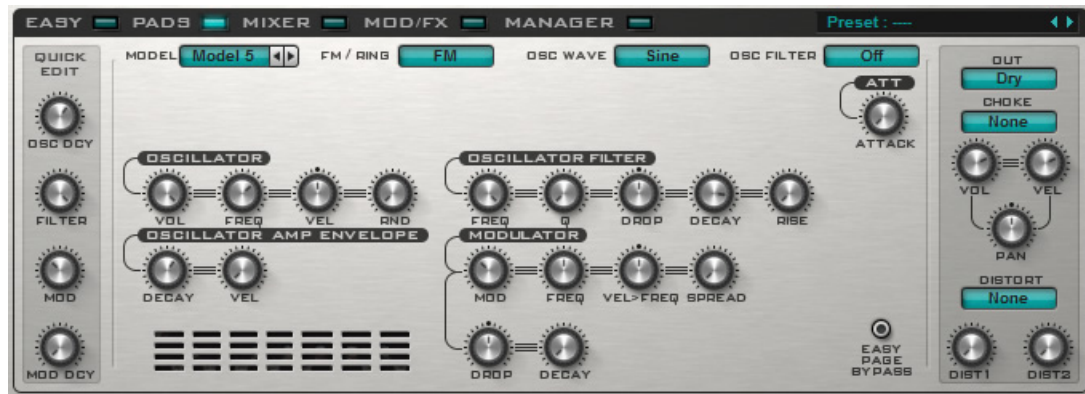 EASY PADS MIXER MOD/FX MANAGER Preset : ----
QUICK
EDIT
OSC DCY
FILTER
MOD
MOD DCY
MODEL Model 5 FM / RING FM OSC WAVE Sine OSC FILTER Off
ATT
ATTACK
OSCILLATOR
VOL FREQ VEL RND
OSCILLATOR FILTER
FREQ Q DROP DECAY RISE
OSCILLATOR AMP ENVELOPE
DECAY VEL
MODULATOR
MOD FREQ VEL>FREQ SPREAD
DROP DECAY
EASY
PAGE
BYPASS
OUT
Dry
CHOKE
None
VOL VEL
PAN
DISTORT
None
DIST1 DIST2